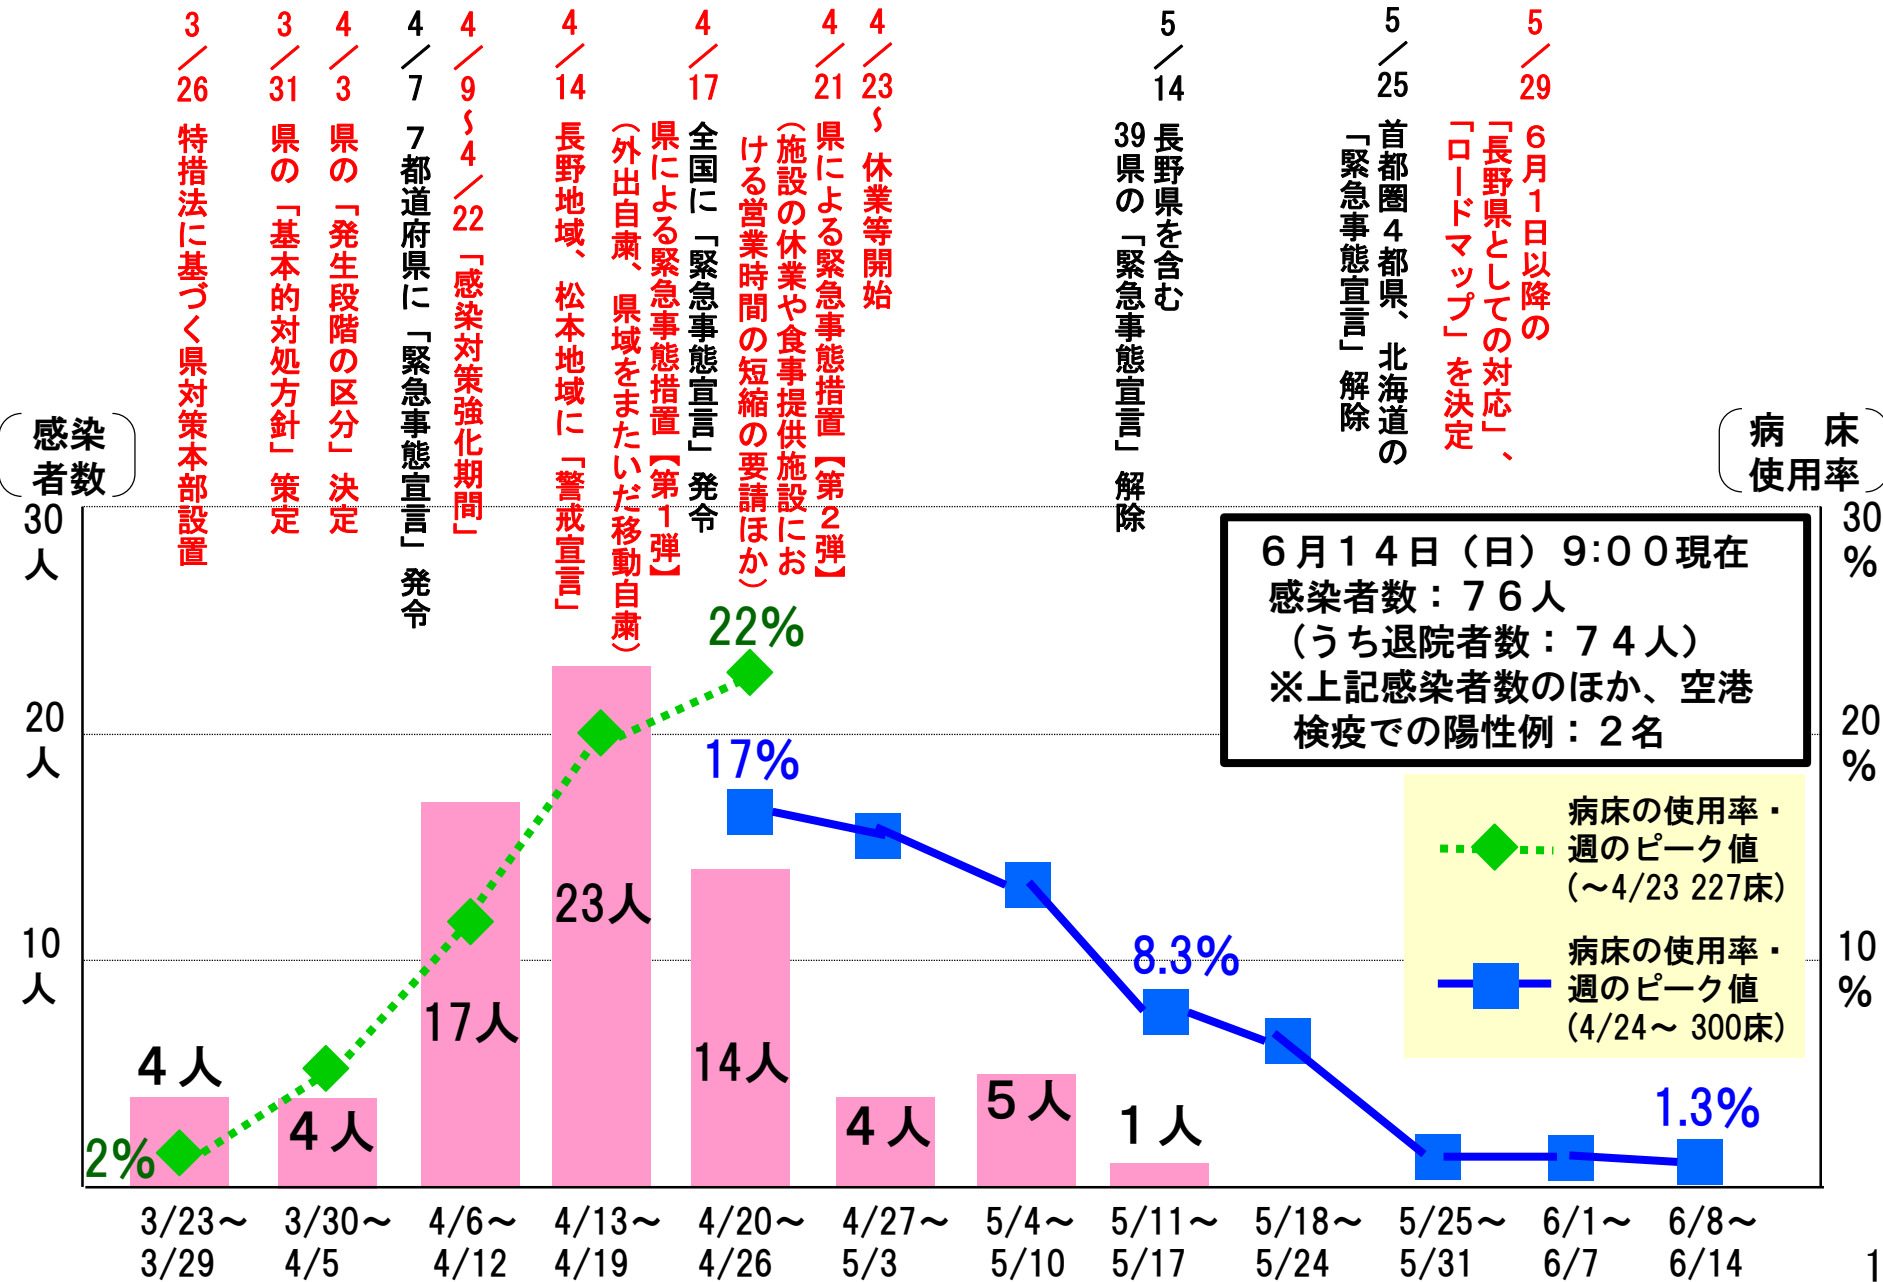 3/26 特措法に基づく県対策本部設置
3/31 県の「基本的対処方針」策定
4/3 県の「発生段階の区分」決定
4/7 7都道府県に「緊急事態宣言」発令
4/9～4/22「感染対策強化期間」
4/14 長野地域、松本地域に「警戒宣言」
県による緊急事態措置【第1弾】
(外出自粛、県域をまたいだ移動自粛)
4/17 全国に「緊急事態宣言」発令
4/21 県による緊急事態措置【第2弾】
(施設の休業や食事提供施設にお
ける営業時間の短縮の要請ほか)
4/23～ 休業等開始
5/14 長野県を含む
39県の「緊急事態宣言」解除
5/25 首都圏4都県、北海道の
「緊急事態宣言」解除
5/29 6月1日以降の
「長野県としての対応」、
「ロードマップ」を決定
感染
者数
病 床
使用率
30
人
20
人
10
人
30
%
20
%
10
%
6月14日（日）9:00現在
感染者数：76人
（うち退院者数：74人）
※上記感染者数のほか、空港
検疫での陽性例：2名
病床の使用率・
週のピーク値
(～4/23 227床)
病床の使用率・
週のピーク値
(4/24～ 300床)
22%
17%
8.3%
1.3%
2%
4人
4人
17人
23人
14人
4人
5人
1人
3/23～
3/29
3/30～
4/5
4/6～
4/12
4/13～
4/19
4/20～
4/26
4/27～
5/3
5/4～
5/10
5/11～
5/17
5/18～
5/24
5/25～
5/31
6/1～
6/7
6/8～
6/14
1